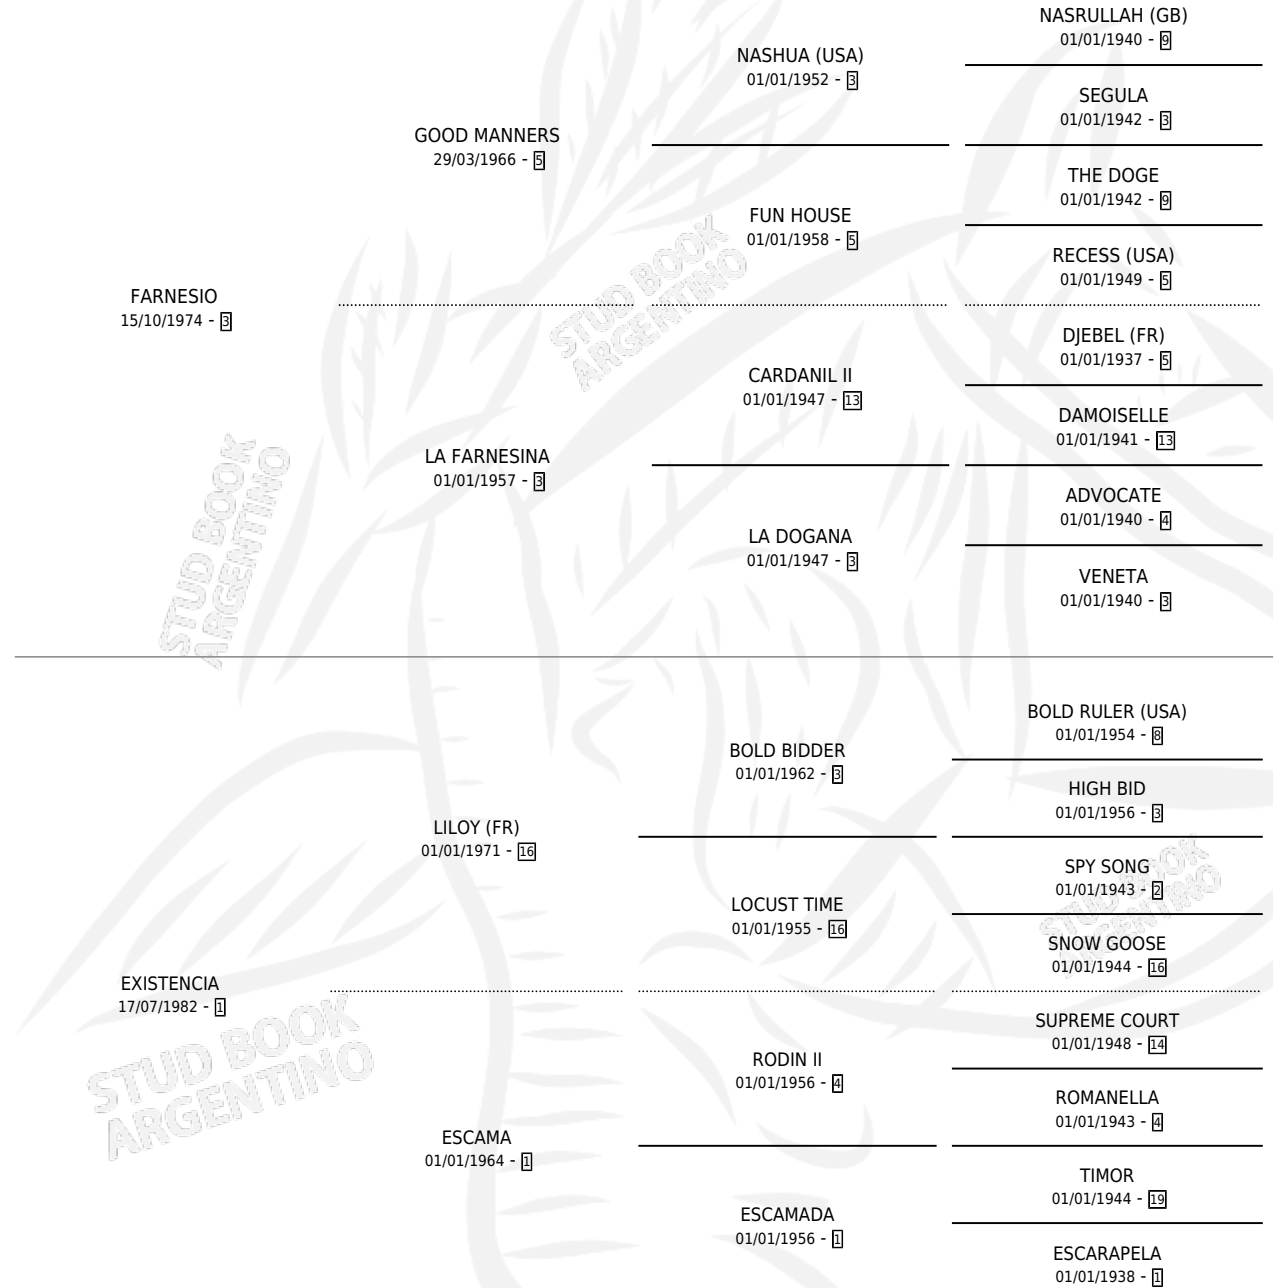 NASRULLAH (GB)
01/01/1940 - 9
NASHUA (USA)
01/01/1952 - 3
SEGULA
01/01/1942 - 3
GOOD MANNERS
29/03/1966 - 5
THE DOGE
01/01/1942 - 9
FUN HOUSE
01/01/1958 - 5
RECESS (USA)
01/01/1949 - 5
FARNESIO
15/10/1974 - 3
DJEBEL (FR)
01/01/1937 - 5
CARDANIL II
01/01/1947 - 13
DAMOISELLE
01/01/1941 - 13
LA FARNESINA
01/01/1957 - 3
ADVOCATE
01/01/1940 - 4
LA DOGANA
01/01/1947 - 3
VENETA
01/01/1940 - 3
BOLD RULER (USA)
01/01/1954 - 8
BOLD BIDDER
01/01/1962 - 3
HIGH BID
01/01/1956 - 3
LILOY (FR)
01/01/1971 - 16
SPY SONG
01/01/1943 - 2
LOCUST TIME
01/01/1955 - 16
SNOW GOOSE
01/01/1944 - 16
EXISTENCIA
17/07/1982 - 1
SUPREME COURT
01/01/1948 - 14
RODIN II
01/01/1956 - 4
ROMANELLA
01/01/1943 - 4
ESCAMA
01/01/1964 - 1
TIMOR
01/01/1944 - 19
ESCAMADA
01/01/1956 - 1
ESCARAPELA
01/01/1938 - 1
STUD BOOK
ARGENTINO
STUD BOOK
ARGENTINO
STUD BOOK
ARGENTINO
STUD BOOK
ARGENTINO